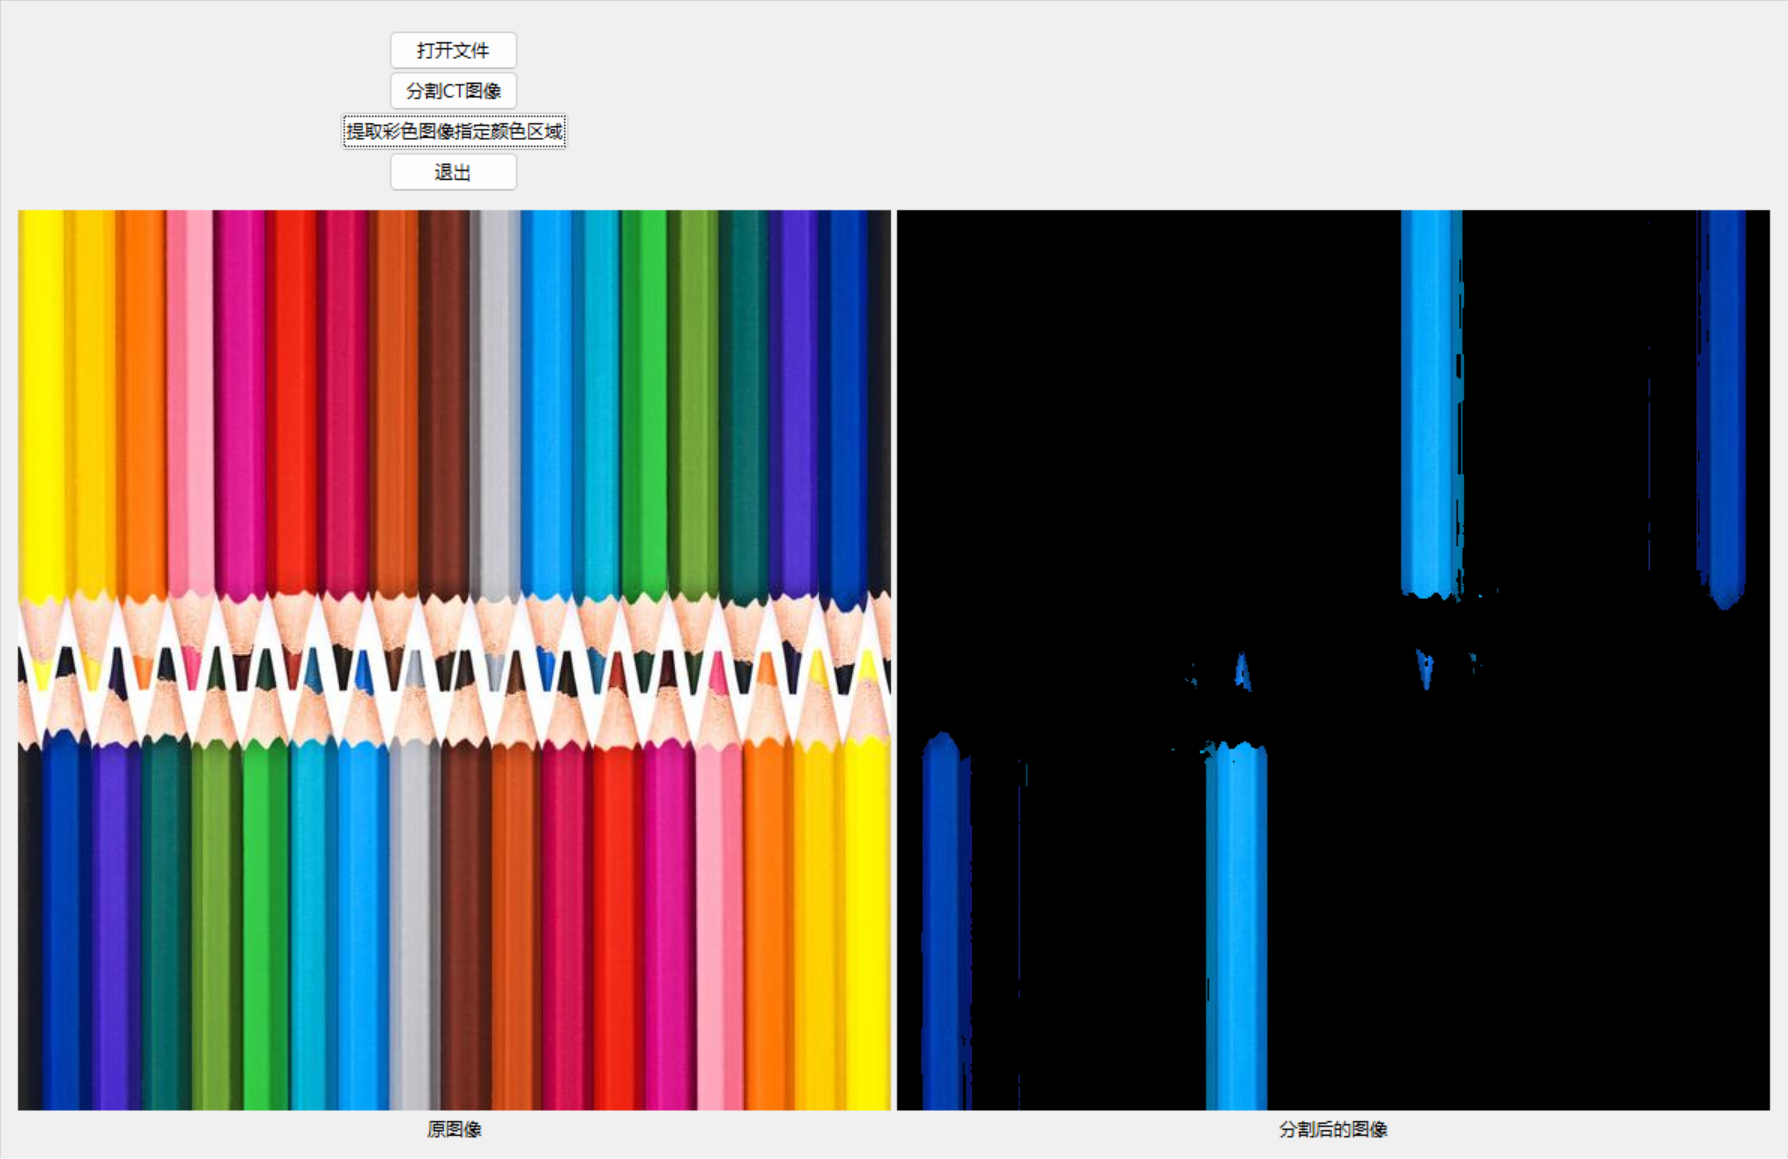 打开文件
分割CT图像
提取彩色图像指定颜色区域
退出
原图像
分割后的图像